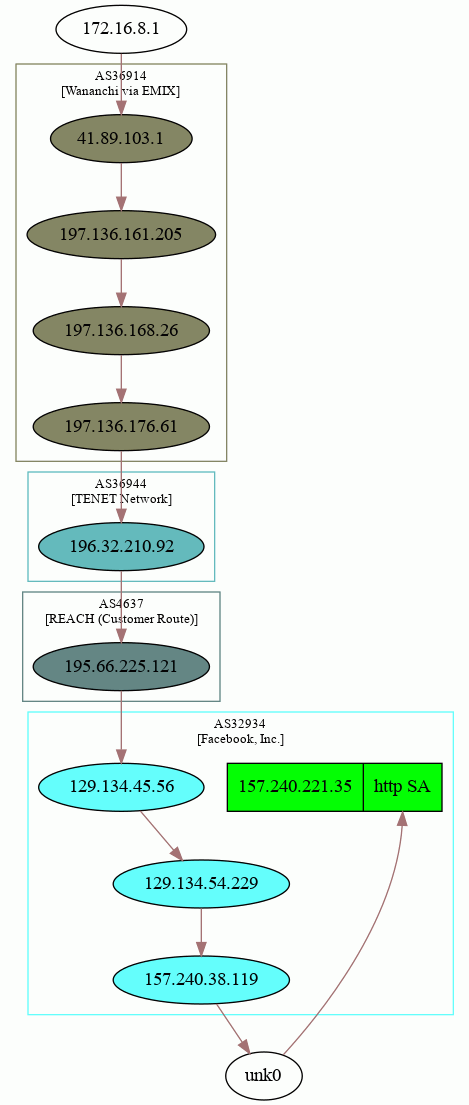 172.16.8.1
AS36914
[Wananchi via EMIX]
41.89.103.1
197.136.161.205
197.136.168.26
197.136.176.61
AS36944
[TENET Network]
196.32.210.92
AS4637
[REACH (Customer Route)]
195.66.225.121
AS32934
[Facebook, Inc.]
129.134.45.56
157.240.221.35 http SA
129.134.54.229
157.240.38.119
unk0